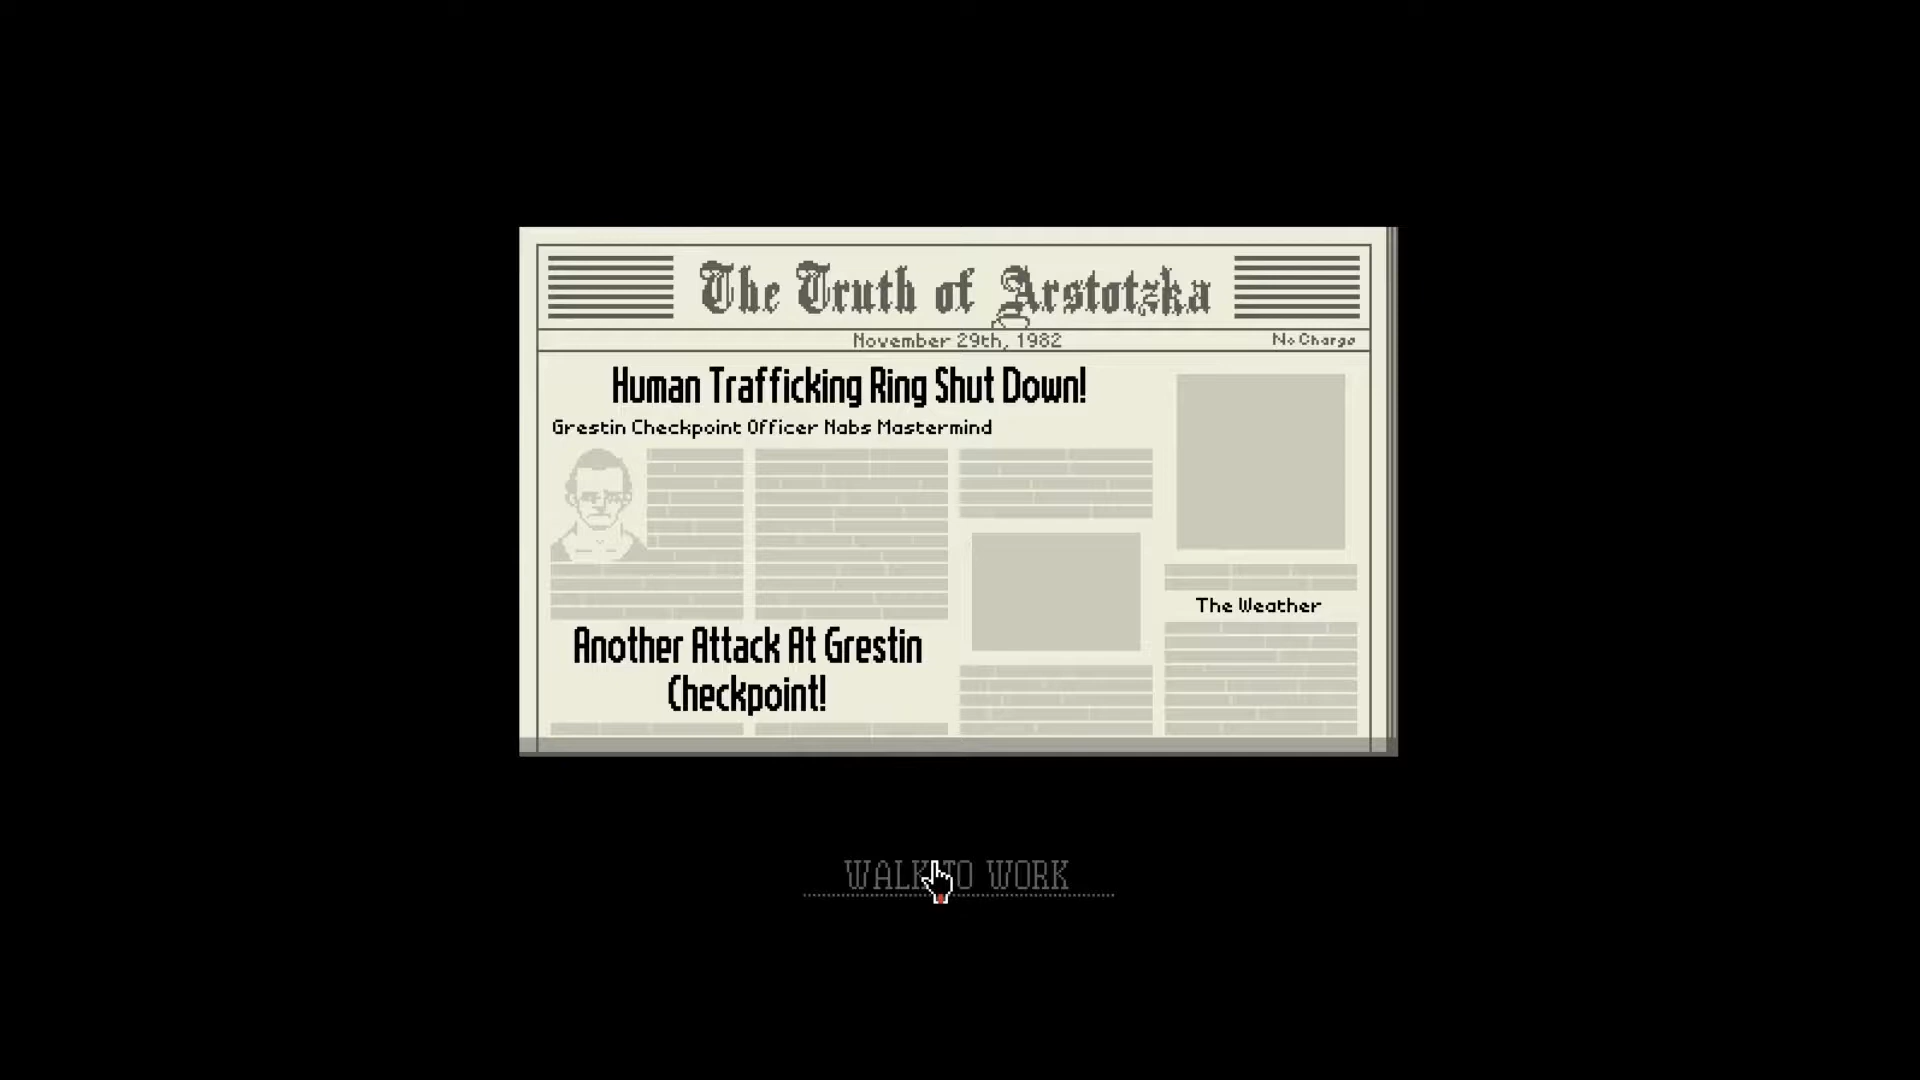 The Truth of Arstotzka
November 29th, 1982
No Charge
Human Trafficking Ring Shut Down!
Grestin Checkpoint Officer Nabs Mastermind
Another Attack At Grestin
Checkpoint!
The Weather
WALK TO WORK